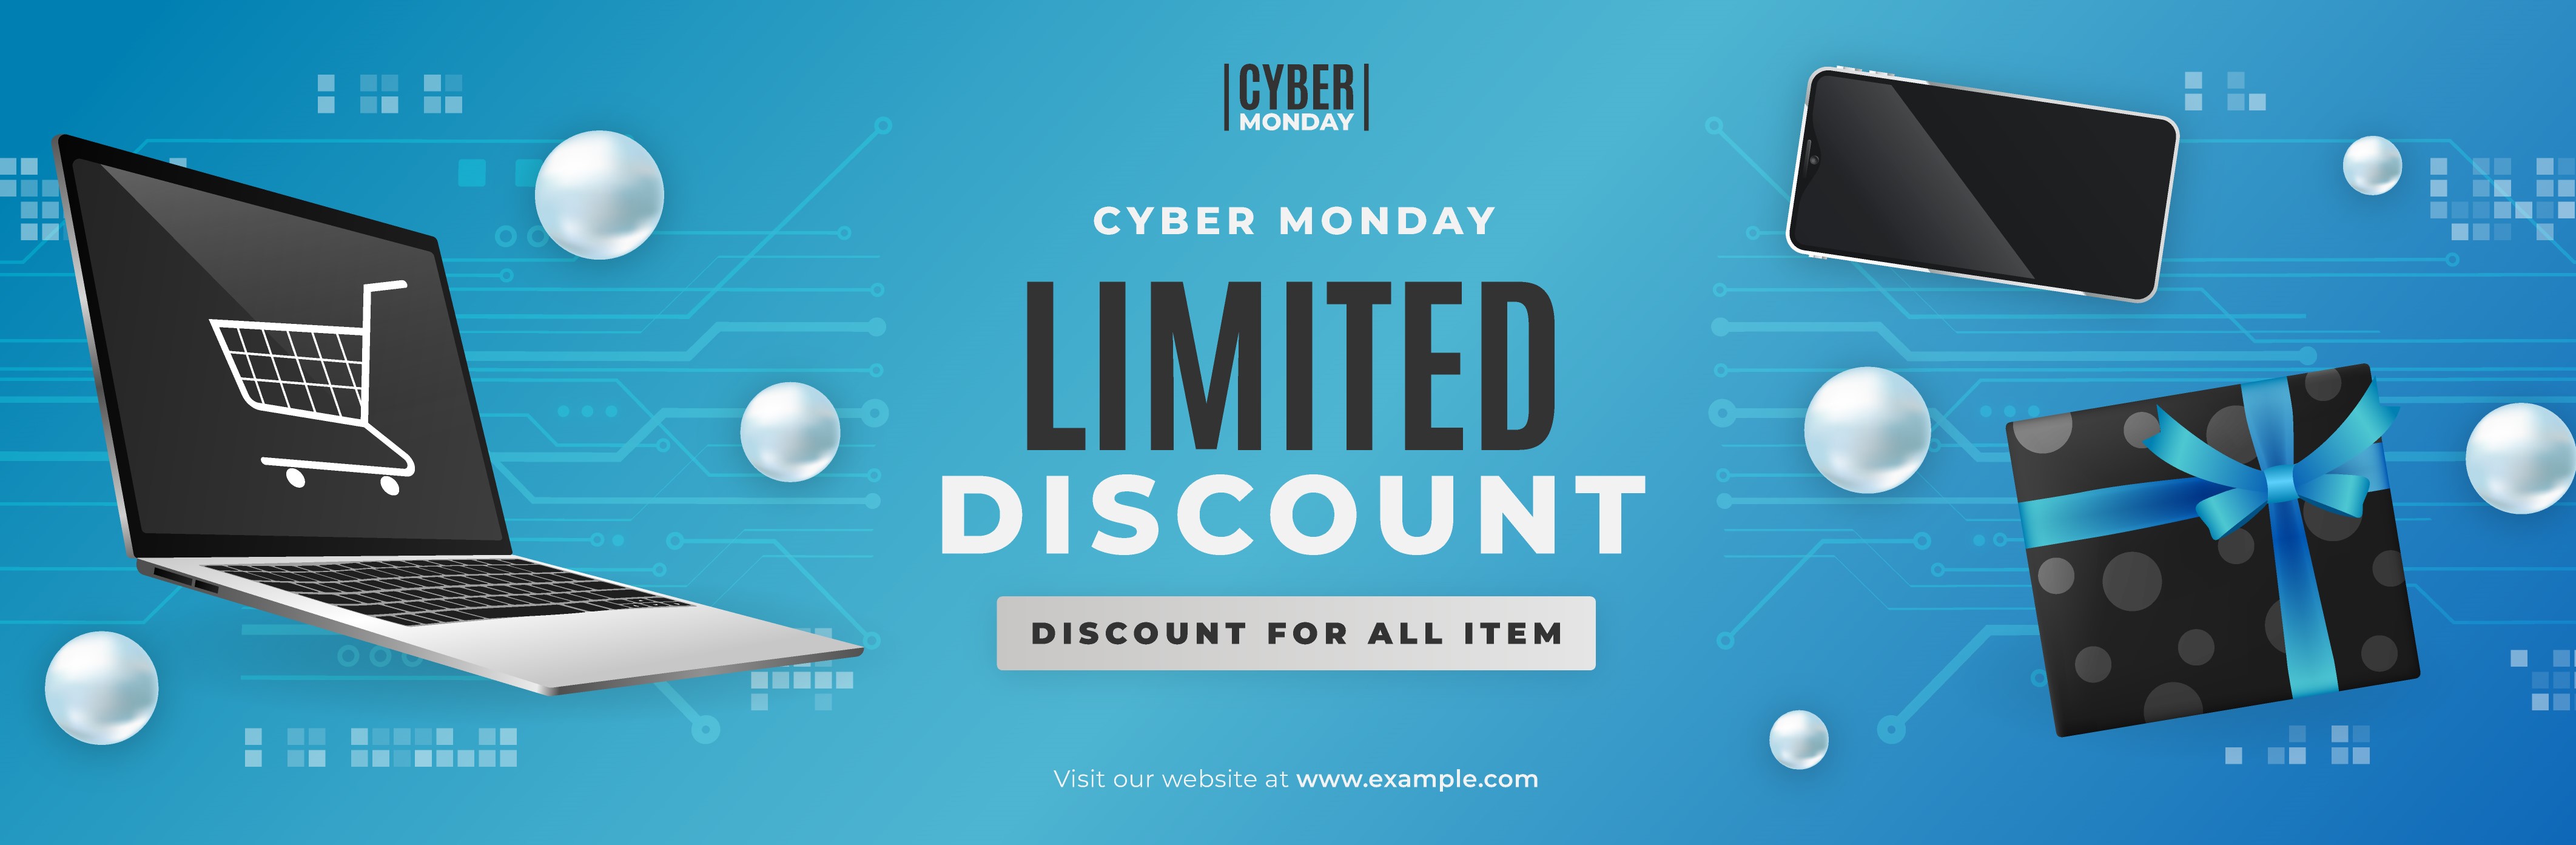 CYBER
MONDAY
CYBER MONDAY
LIMITED
DISCOUNT
DISCOUNT FOR ALL ITEM
Visit our website at www.example.com